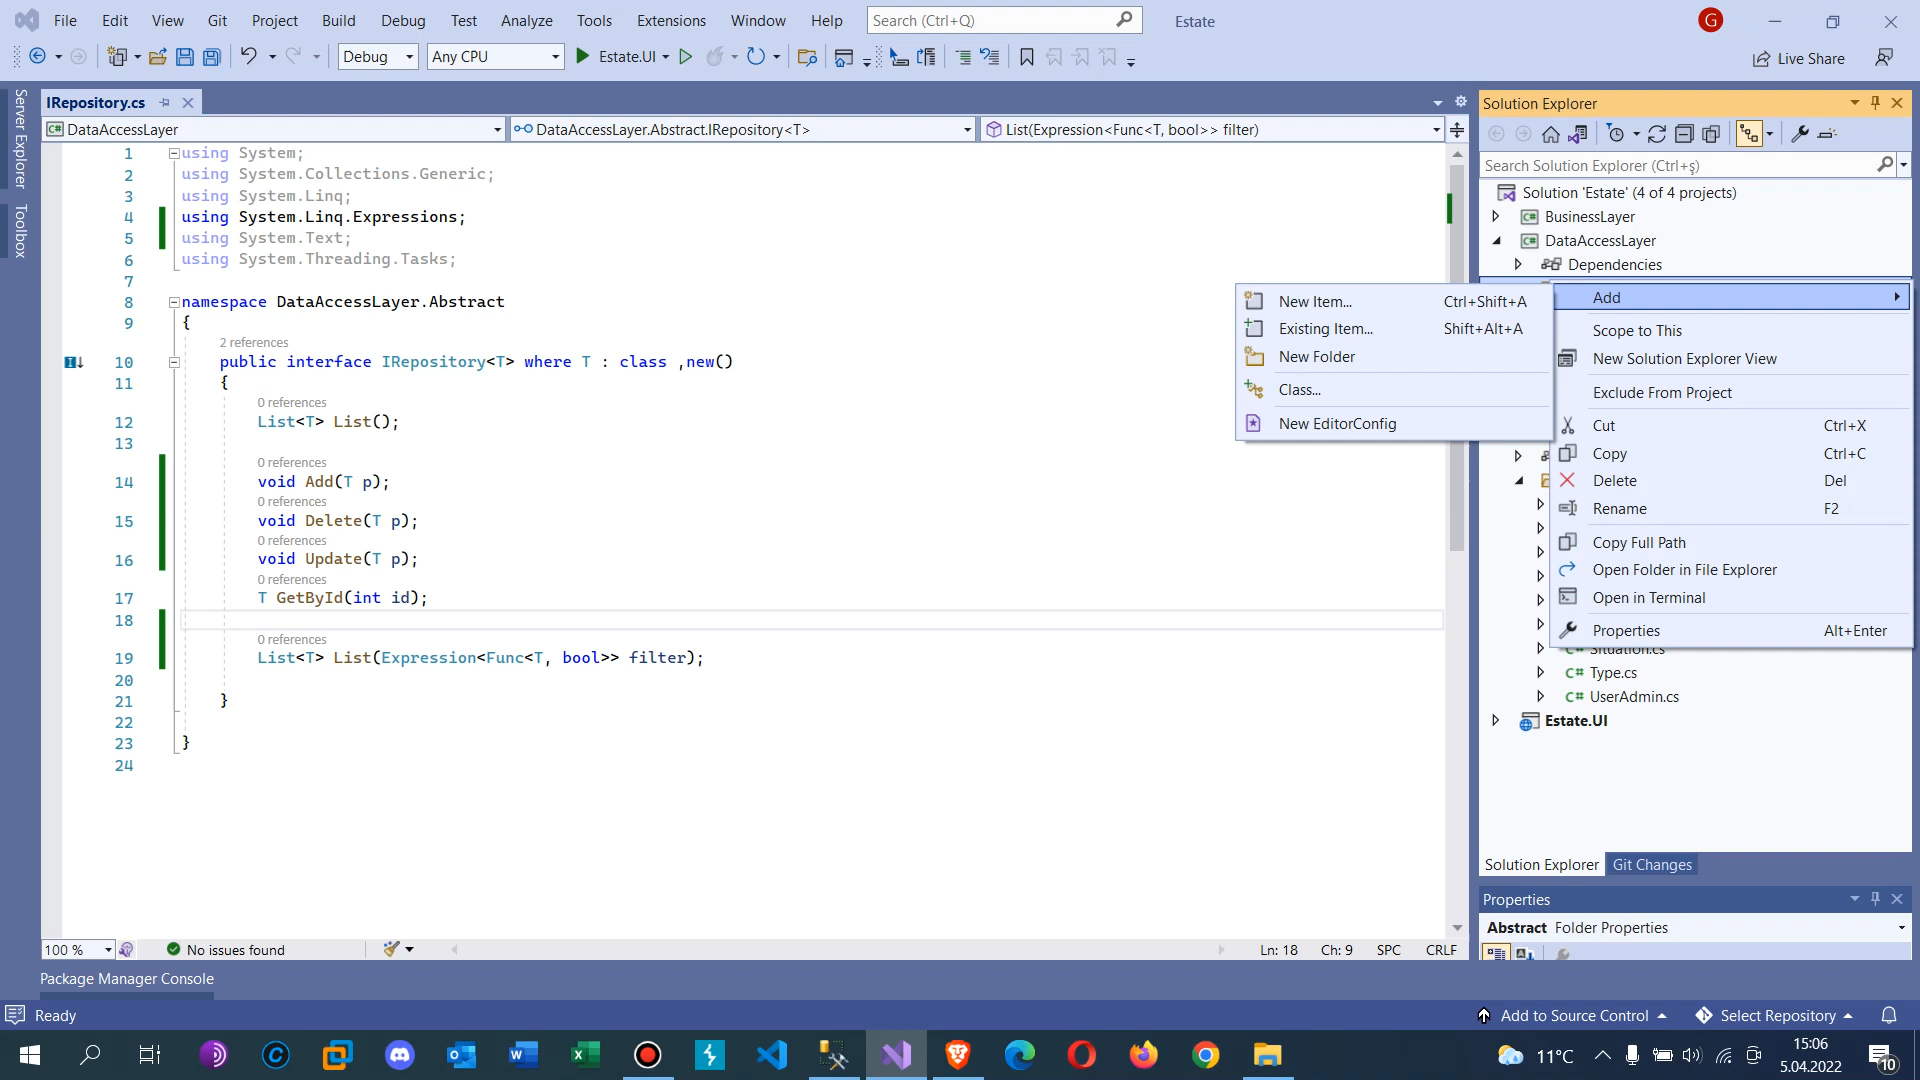 File Edit View Git Project Build Debug Test Analyze Tools Extensions Window Help Search (Ctrl+Q) Estate G
Debug Any CPU Estate.UI Live Share
Server Explorer
Toolbox
IRepository.cs
DataAccessLayer DataAccessLayer.Abstract.IRepository<T> List(Expression<Func<T, bool>> filter)
1 using System;
2 using System.Collections.Generic;
3 using System.Linq;
4 using System.Linq.Expressions;
5 using System.Text;
6 using System.Threading.Tasks;
7
8 namespace DataAccessLayer.Abstract
9 {
2 references
10 public interface IRepository<T> where T : class ,new()
11 {
0 references
12 List<T> List();
13
0 references
14 void Add(T p);
0 references
15 void Delete(T p);
0 references
16 void Update(T p);
0 references
17 T GetById(int id);
18
0 references
19 List<T> List(Expression<Func<T, bool>> filter);
20
21 }
22
23 }
24
100 % No issues found Ln: 18 Ch: 9 SPC CRLF
Package Manager Console
New Item... Ctrl+Shift+A
Existing Item... Shift+Alt+A
New Folder
Class...
New EditorConfig
Solution Explorer
Search Solution Explorer (Ctrl+ş)
Solution 'Estate' (4 of 4 projects)
C# BusinessLayer
C# DataAccessLayer
Dependencies
Add
Scope to This
New Solution Explorer View
Exclude From Project
Cut Ctrl+X
Copy Ctrl+C
Delete Del
Rename F2
Copy Full Path
Open Folder in File Explorer
Open in Terminal
Properties Alt+Enter
C# Situation.cs
C# Type.cs
C# UserAdmin.cs
Estate.UI
Solution Explorer Git Changes
Properties
Abstract Folder Properties
Ready Add to Source Control Select Repository
11°C 15:06
5.04.2022
10